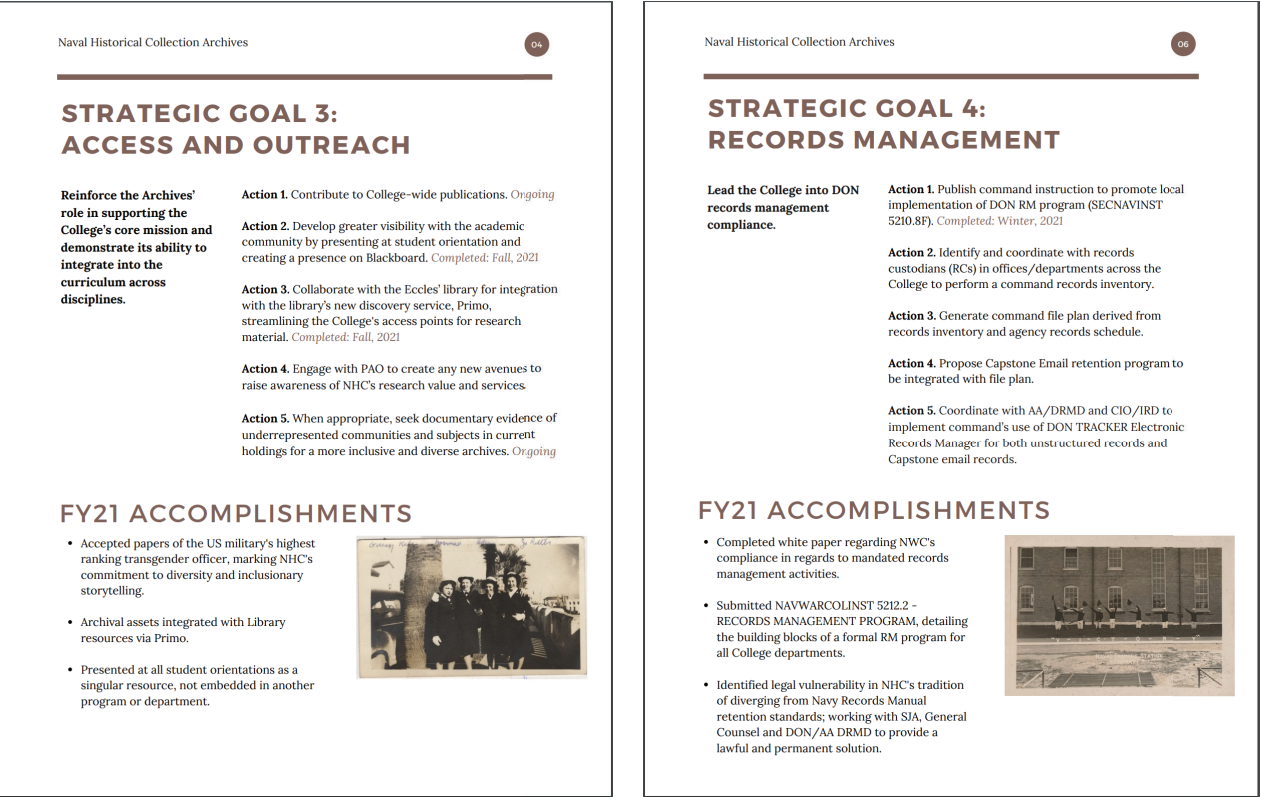 Naval Historical Collection Archives
04
STRATEGIC GOAL 3:
ACCESS AND OUTREACH
Reinforce the Archives'
role in supporting the
College's core mission and
demonstrate its ability to
integrate into the
curriculum across
disciplines.
Action 1. Contribute to College-wide publications. Ongoing
Action 2. Develop greater visibility with the academic
community by presenting at student orientation and
creating a presence on Blackboard. Completed: Fall, 2021
Action 3. Collaborate with the Eccles' library for integration
with the library's new discovery service, Primo,
streamlining the College's access points for research
material. Completed: Fall, 2021
Action 4. Engage with PAO to create any new avenues to
raise awareness of NHC's research value and services.
Action 5. When appropriate, seek documentary evidence of
underrepresented communities and subjects in current
holdings for a more inclusive and diverse archives. Ongoing
FY21 ACCOMPLISHMENTS
• Accepted papers of the US military's highest
ranking transgender officer, marking NHC's
commitment to diversity and inclusionary
storytelling.
• Archival assets integrated with Library
resources via Primo.
• Presented at all student orientations as a
singular resource, not embedded in another
program or department.
Naval Historical Collection Archives
06
STRATEGIC GOAL 4:
RECORDS MANAGEMENT
Lead the College into DON
records management
compliance.
Action 1. Publish command instruction to promote local
implementation of DON RM program (SECNAVINST
5210.8F). Completed: Winter, 2021
Action 2. Identify and coordinate with records
custodians (RCs) in offices/departments across the
College to perform a command records inventory.
Action 3. Generate command file plan derived from
records inventory and agency records schedule.
Action 4. Propose Capstone Email retention program to
be integrated with file plan.
Action 5. Coordinate with AA/DRMD and CIO/IRD to
implement command's use of DON TRACKER Electronic
Records Manager for both unstructured records and
Capstone email records.
FY21 ACCOMPLISHMENTS
• Completed white paper regarding NWC's
compliance in regards to mandated records
management activities.
• Submitted NAVWARCOLINST 5212.2 -
RECORDS MANAGEMENT PROGRAM, detailing
the building blocks of a formal RM program for
all College departments.
• Identified legal vulnerability in NHC's tradition
of diverging from Navy Records Manual
retention standards; working with SJA, General
Counsel and DON/AA DRMD to provide a
lawful and permanent solution.